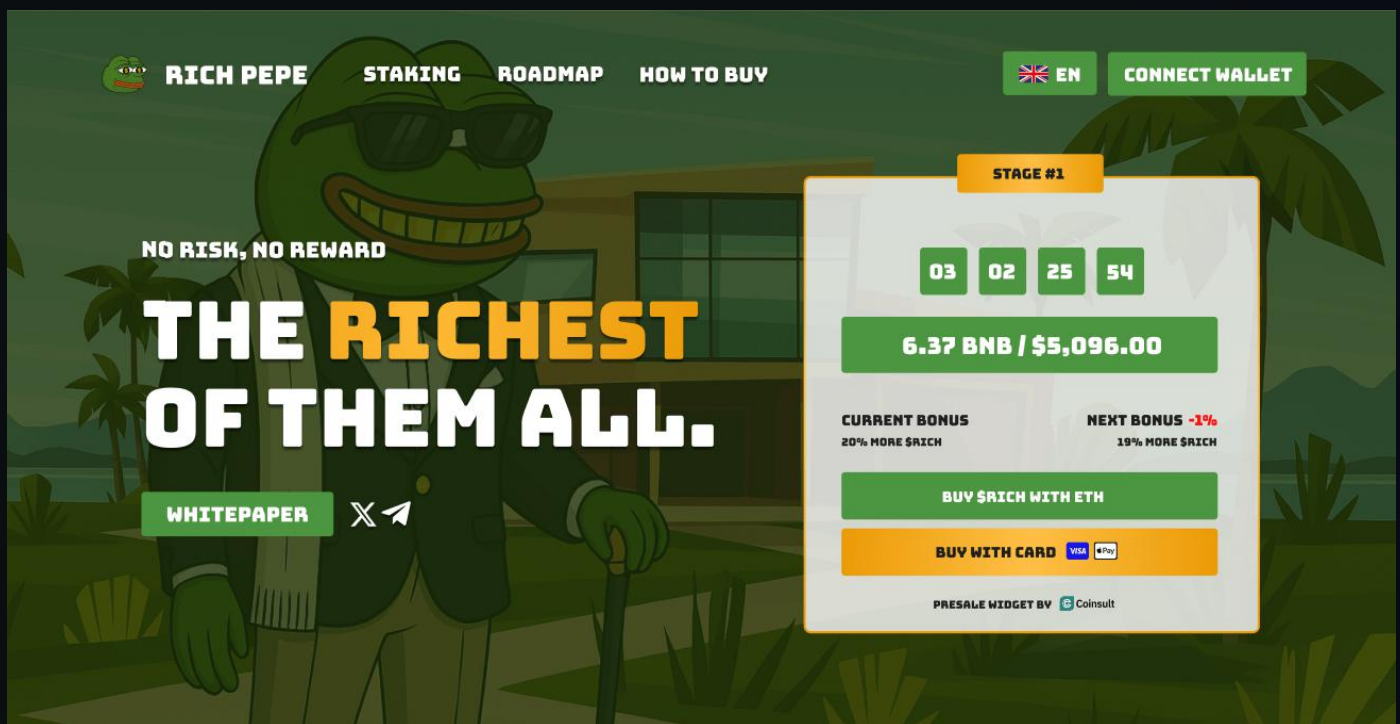 RICH PEPE
STAKING
ROADMAP
HOW TO BUY
EN
CONNECT WALLET
NO RISK, NO REWARD
THE RICHEST
OF THEM ALL.
WHITEPAPER
STAGE #1
03 02 25 54
6.37 BNB / $5,096.00
CURRENT BONUS
20% MORE $RICH
NEXT BONUS -1%
19% MORE $RICH
BUY $RICH WITH ETH
BUY WITH CARD VISA Pay
PRESALE WIDGET BY Coinsult